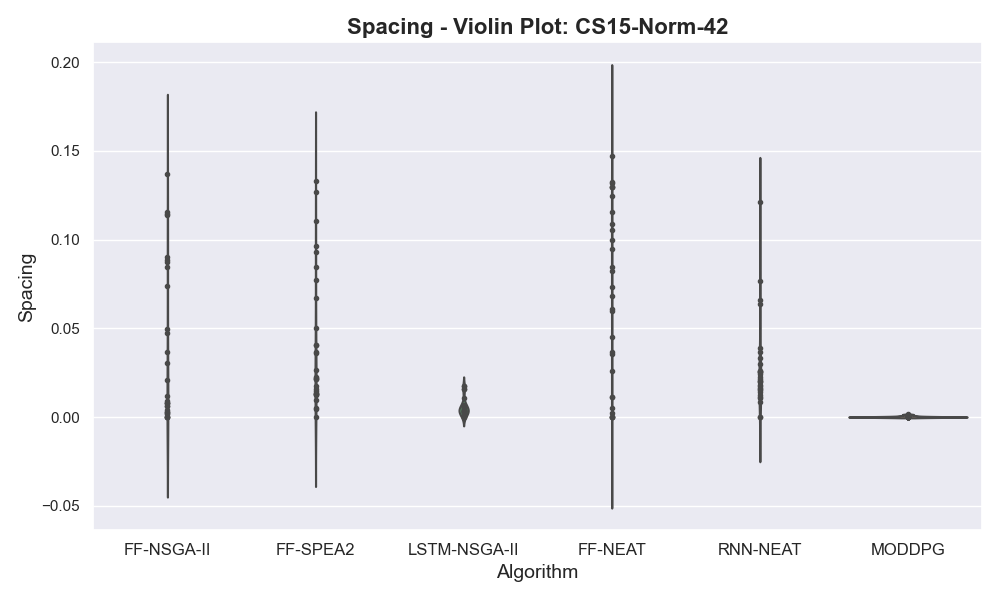 Spacing - Violin Plot: CS15-Norm-42
0.20
0.15
0.10
0.05
0.00
−0.05
Spacing
FF-NSGA-II FF-SPEA2 LSTM-NSGA-II FF-NEAT RNN-NEAT MODDPG
Algorithm